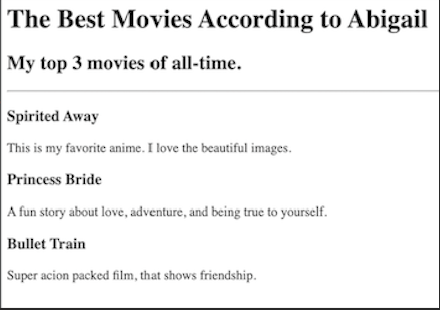 The Best Movies According to Abigail
My top 3 movies of all-time.
Spirited Away
This is my favorite anime. I love the beautiful images.
Princess Bride
A fun story about love, adventure, and being true to yourself.
Bullet Train
Super acion packed film, that shows friendship.